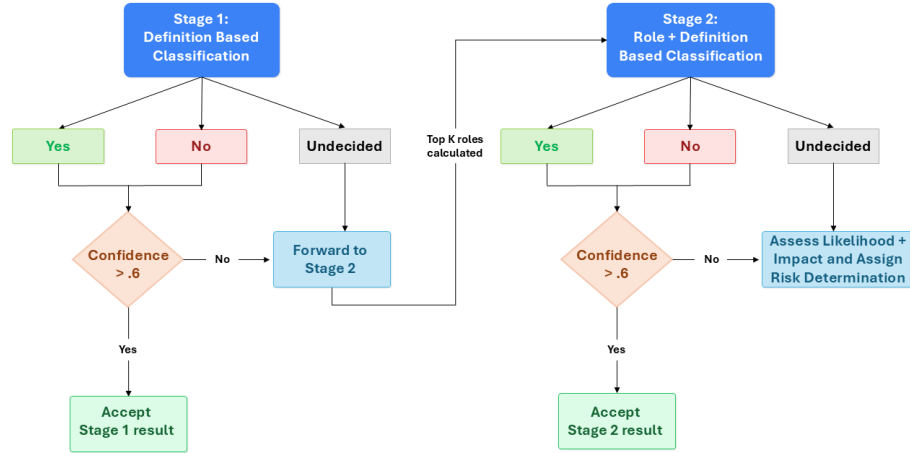 Stage 1:
Definition Based
Classification
Yes
No
Undecided
Confidence
> .6
No
Forward to
Stage 2
Yes
Accept
Stage 1 result
Top K roles
calculated
Stage 2:
Role + Definition
Based Classification
Yes
No
Undecided
Confidence
> .6
No
Assess Likelihood +
Impact and Assign
Risk Determination
Yes
Accept
Stage 2 result